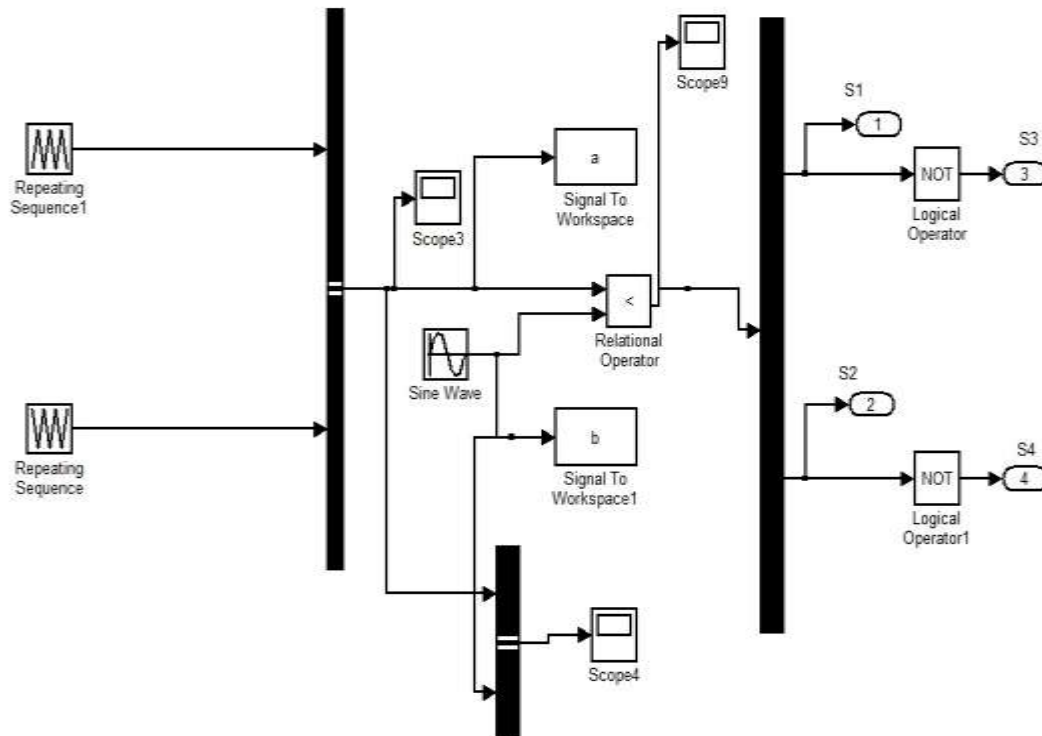 Scope9
S1
1
S3
Repeating
Sequence1
a
Signal To
Workspace
NOT
3
Logical
Operator
Scope3
<
Relational
Operator
Sine Wave
S2
2
Repeating
Sequence
b
Signal To
Workspace1
S4
NOT
4
Logical
Operator1
Scope4